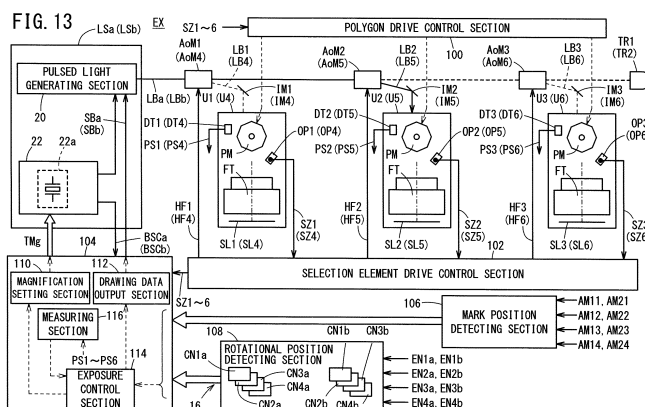 FIG. 13
EX
LSa (LSb)
SZ1~6
POLYGON DRIVE CONTROL SECTION
100
AoM1
(AoM4)
LB1
(LB4)
AoM2
(AoM5)
LB2
(LB5)
AoM3
(AoM6)
LB3
(LB6)
TR1
(TR2)
PULSED LIGHT
GENERATING SECTION
20
LBa (LBb)
SBa
(SBb)
IM1
(IM4)
IM2
(IM5)
IM3
(IM6)
U1 (U4)
U2 (U5)
U3 (U6)
DT1 (DT4)
DT2 (DT5)
DT3 (DT6)
OP1 (OP4)
OP2 (OP5)
OP3
PS1 (PS4)
PS2 (PS5)
PS3 (PS6)
PM
PM
PM
22
22a
FT
FT
FT
HF1
(HF4)
HF2
(HF5)
HF3
(HF6)
SZ1
(SZ4)
SZ2
(SZ5)
SL1 (SL4)
SL2 (SL5)
SL3 (SL6)
TMg
BSCa
(BSCb)
104
102
SELECTION ELEMENT DRIVE CONTROL SECTION
SZ1~6
110
112
MAGNIFICATION
SETTING SECTION
DRAWING DATA
OUTPUT SECTION
MEASURING
SECTION
116
PS1~PS6
114
EXPOSURE
CONTROL
SECTION
106
MARK POSITION
DETECTING SECTION
AM11, AM21
AM12, AM22
AM13, AM23
AM14, AM24
108
ROTATIONAL POSITION
DETECTING SECTION
CN1a
CN3a
CN4a
CN2a
CN1b
CN3b
CN2b
CN4b
16
EN1a, EN1b
EN2a, EN2b
EN3a, EN3b
EN4a, EN4b